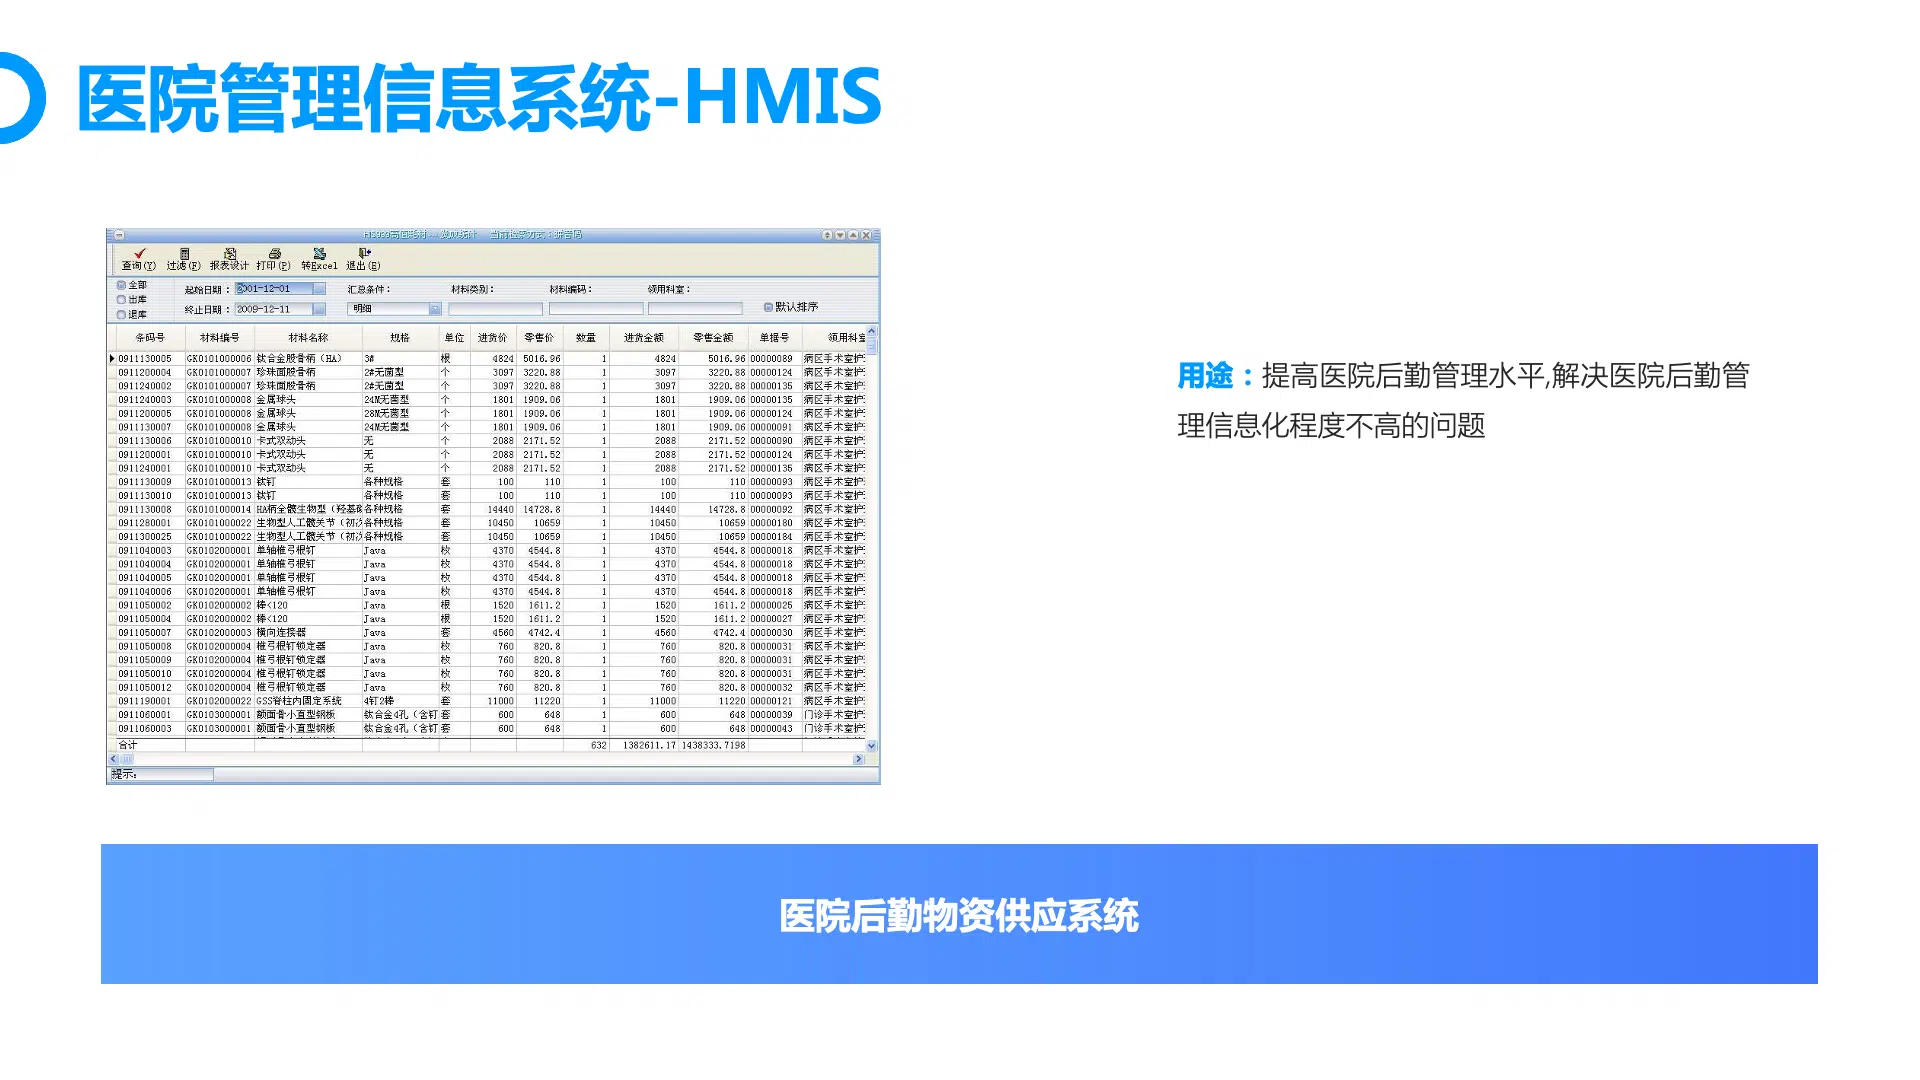 医院管理信息系统-HMIS
查询(Y) 过滤(F) 报表设计 打印(P) 转Excel 退出(E)
全部
出库
退库
起始日期： 2001-12-01 汇总条件： 材料类别： 材料编码： 领用科室：
终止日期： 2009-12-11 明细 默认排序
条码号 材料编号 材料名称 规格 单位 进货价 零售价 数量 进货金额 零售金额 单据号 领用科室
0911130005 GK0101000006 钛合金股骨柄（HA） 3# 根 4824 5016.96 1 4824 5016.96 00000089 病区手术室护
0911200004 GK0101000007 珍珠面股骨柄 2#无菌型 个 3097 3220.88 1 3097 3220.88 00000124 病区手术室护
0911240002 GK0101000007 珍珠面股骨柄 2#无菌型 个 3097 3220.88 1 3097 3220.88 00000135 病区手术室护
0911240003 GK0101000008 金属球头 24M无菌型 个 1801 1909.06 1 1801 1909.06 00000135 病区手术室护
0911200005 GK0101000008 金属球头 28M无菌型 个 1801 1909.06 1 1801 1909.06 00000124 病区手术室护
0911130007 GK0101000008 金属球头 24M无菌型 个 1801 1909.06 1 1801 1909.06 00000091 病区手术室护
0911130006 GK0101000010 卡式双动头 无 个 2088 2171.52 1 2088 2171.52 00000090 病区手术室护
0911200001 GK0101000010 卡式双动头 无 个 2088 2171.52 1 2088 2171.52 00000124 病区手术室护
0911240001 GK0101000010 卡式双动头 无 个 2088 2171.52 1 2088 2171.52 00000135 病区手术室护
0911130009 GK0101000013 钛钉 各种规格 套 100 110 1 100 110 00000093 病区手术室护
0911130010 GK0101000013 钛钉 各种规格 套 100 110 1 100 110 00000093 病区手术室护
0911130008 GK0101000014 HA柄全髋生物型（羟基 各种规格 套 14440 14728.8 1 14440 14728.8 00000092 病区手术室护
0911280001 GK0101000022 生物型人工髋关节（初 各种规格 套 10450 10659 1 10450 10659 00000180 病区手术室护
0911300025 GK0101000022 生物型人工髋关节（初 各种规格 套 10450 10659 1 10450 10659 00000184 病区手术室护
0911040003 GK0102000001 单轴椎弓根钉 Java 枚 4370 4544.8 1 4370 4544.8 00000018 病区手术室护
0911040004 GK0102000001 单轴椎弓根钉 Java 枚 4370 4544.8 1 4370 4544.8 00000018 病区手术室护
0911040005 GK0102000001 单轴椎弓根钉 Java 枚 4370 4544.8 1 4370 4544.8 00000018 病区手术室护
0911040006 GK0102000001 单轴椎弓根钉 Java 枚 4370 4544.8 1 4370 4544.8 00000018 病区手术室护
0911050002 GK0102000002 棒<120 Java 根 1520 1611.2 1 1520 1611.2 00000025 病区手术室护
0911050004 GK0102000002 棒<120 Java 根 1520 1611.2 1 1520 1611.2 00000027 病区手术室护
0911050007 GK0102000003 横向连接器 Java 套 4560 4742.4 1 4560 4742.4 00000030 病区手术室护
0911050008 GK0102000004 椎弓根钉锁定器 Java 枚 760 820.8 1 760 820.8 00000031 病区手术室护
0911050009 GK0102000004 椎弓根钉锁定器 Java 枚 760 820.8 1 760 820.8 00000031 病区手术室护
0911050010 GK0102000004 椎弓根钉锁定器 Java 枚 760 820.8 1 760 820.8 00000031 病区手术室护
0911050012 GK0102000004 椎弓根钉锁定器 Java 枚 760 820.8 1 760 820.8 00000032 病区手术室护
0911190001 GK0102000022 GSS脊柱内固定系统 4钉2棒 套 11000 11220 1 11000 11220 00000121 病区手术室护
0911060001 GK0103000001 额面骨小直型钢板 钛合金4孔（含钉 套 600 648 1 600 648 00000039 门诊手术室护
0911060003 GK0103000001 额面骨小直型钢板 钛合金4孔（含钉 套 600 648 1 600 648 00000043 门诊手术室护
合计 632 1382611.17 1438333.7198
提示：
用途：提高医院后勤管理水平,解决医院后勤管
理信息化程度不高的问题
医院后勤物资供应系统